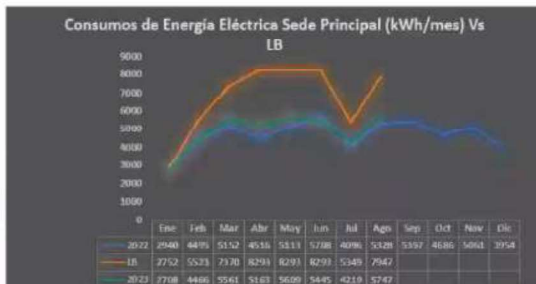 Consumos de Energía Eléctrica Sede Principal (kWh/mes) Vs
LB
9000
8000
7000
6000
5000
4000
3000
2000
1000
0
Ene Feb Mar Abr May Jun Jul Ago Sep Oct Nov Dic
2022 2940 4495 5152 4516 5113 5788 4096 5328 5397 4686 5061 3954
LB 2752 5523 7370 8293 8293 8293 5349 7947
2023 2708 4466 5561 5163 5609 5445 4219 5747